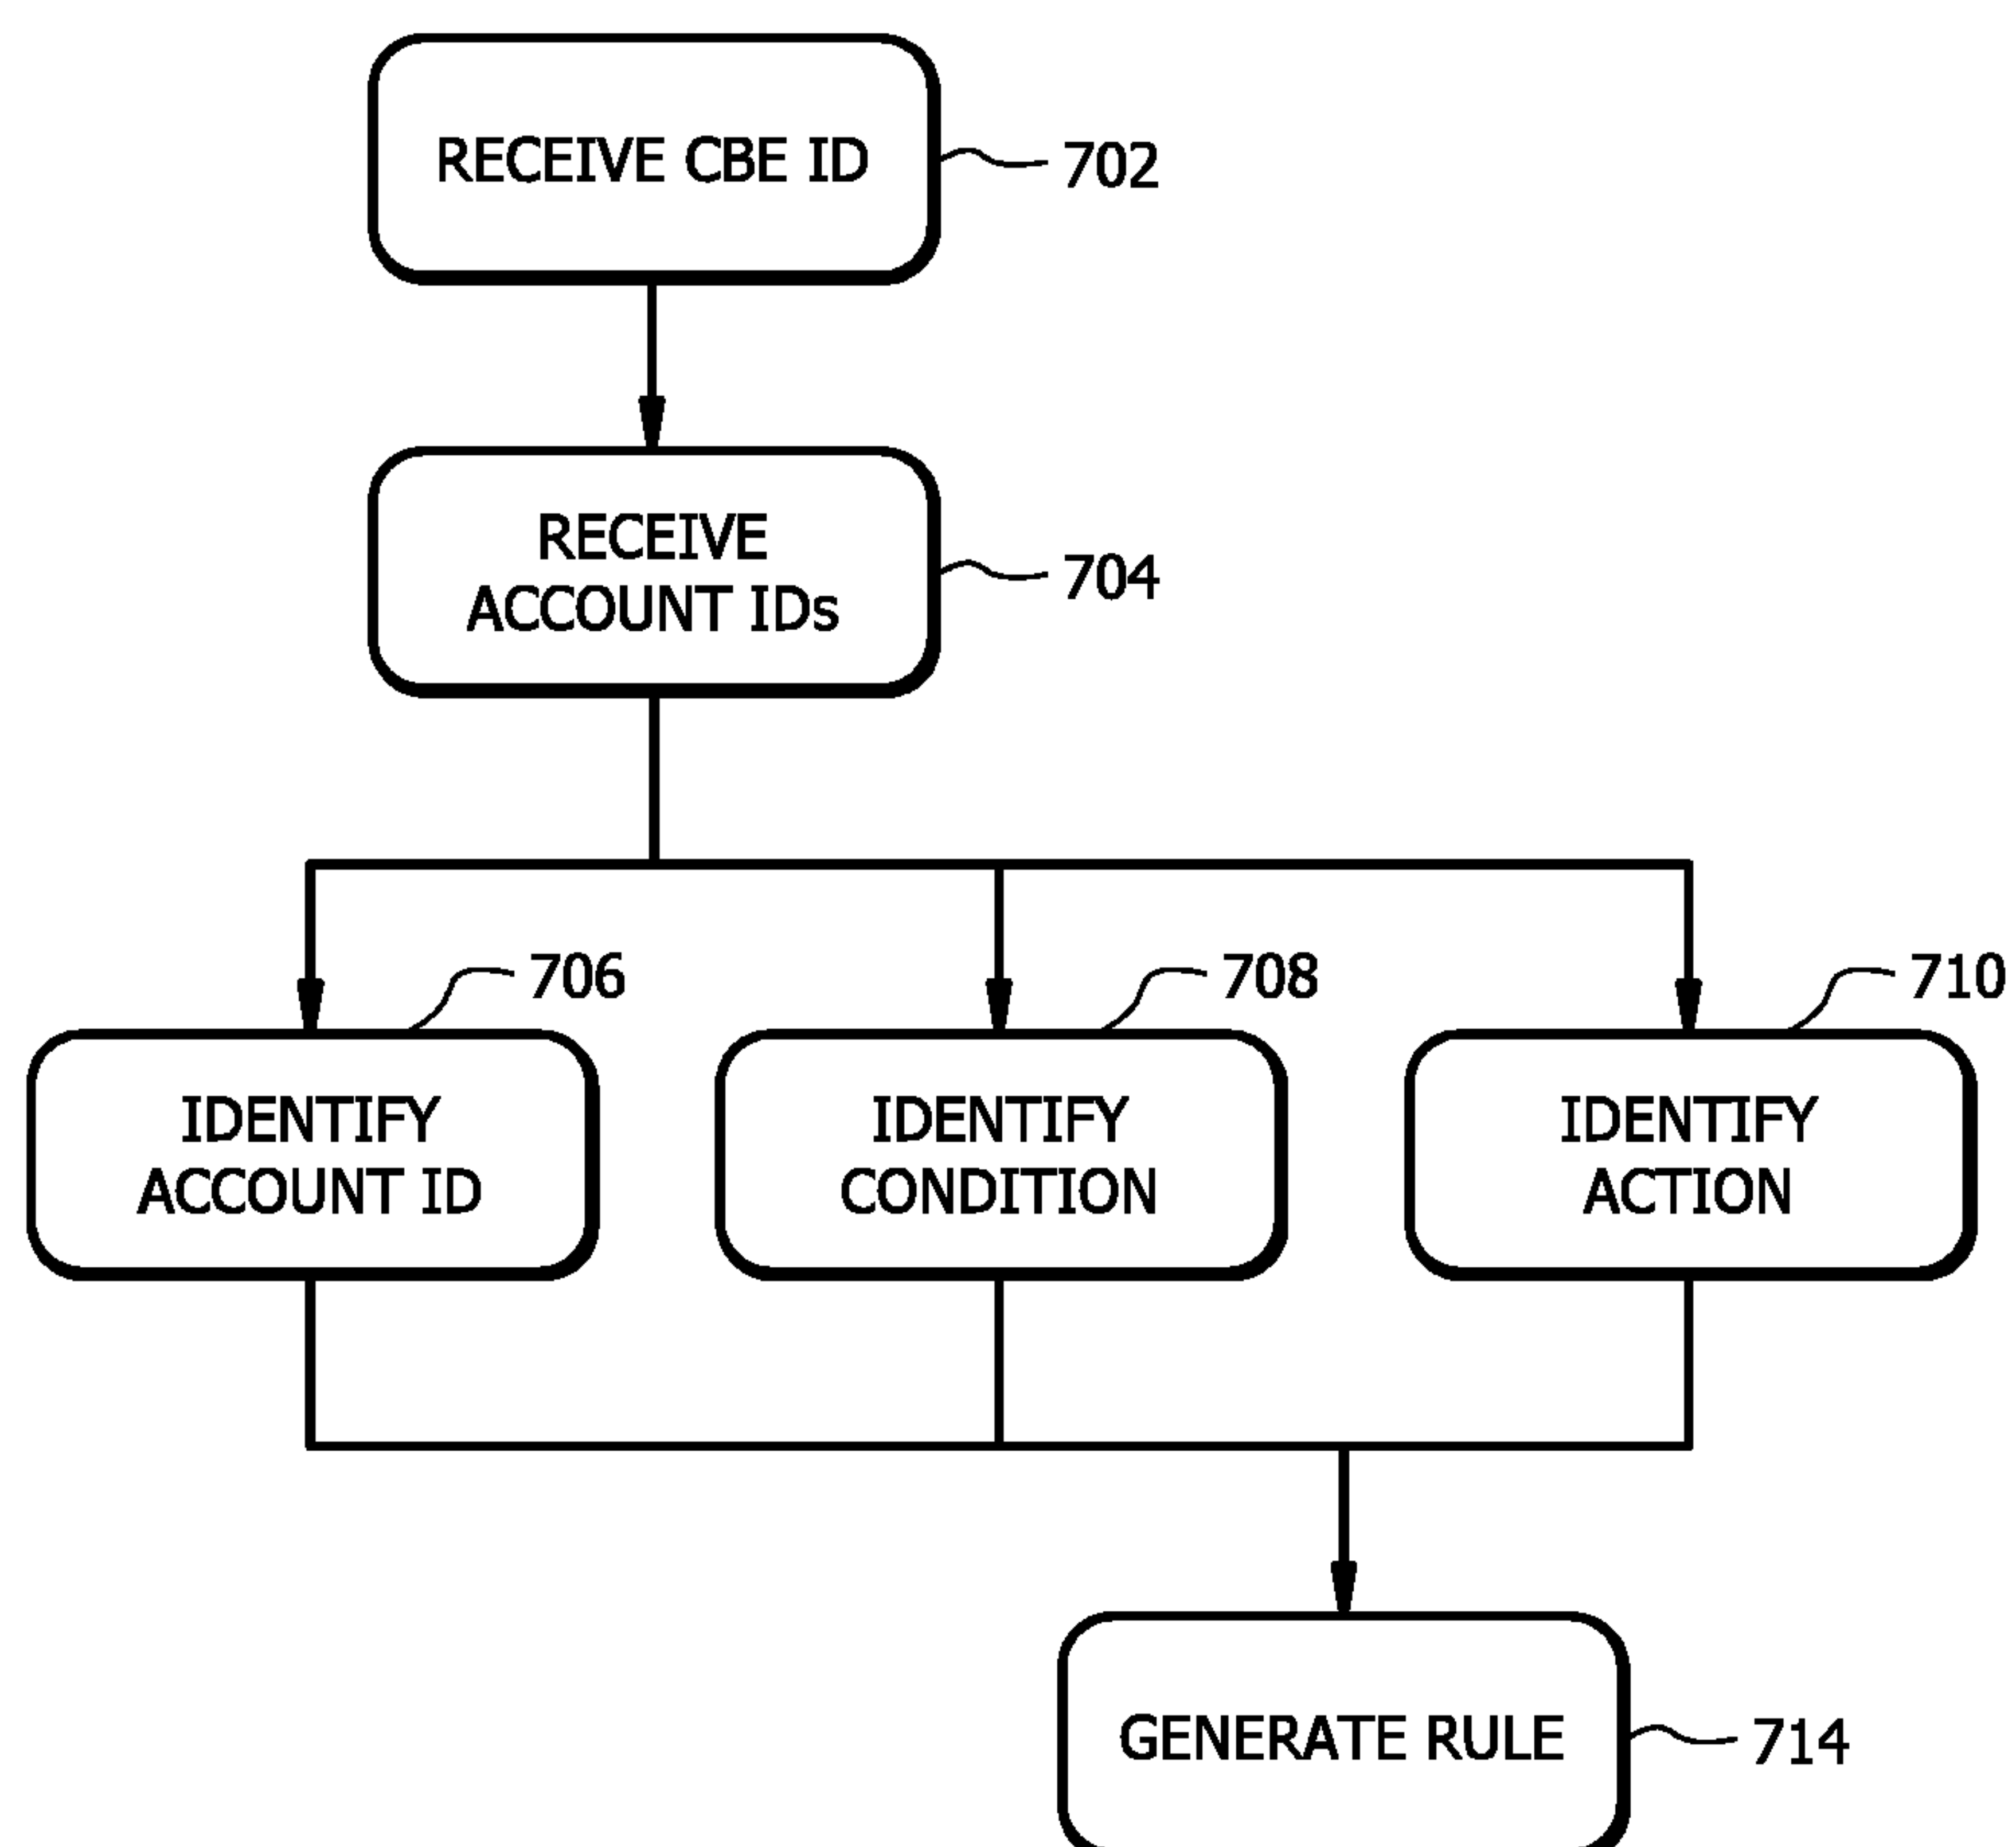 RECEIVE CBE ID
702
RECEIVE
ACCOUNT IDs
704
706
708
710
IDENTIFY
ACCOUNT ID
IDENTIFY
CONDITION
IDENTIFY
ACTION
GENERATE RULE
714